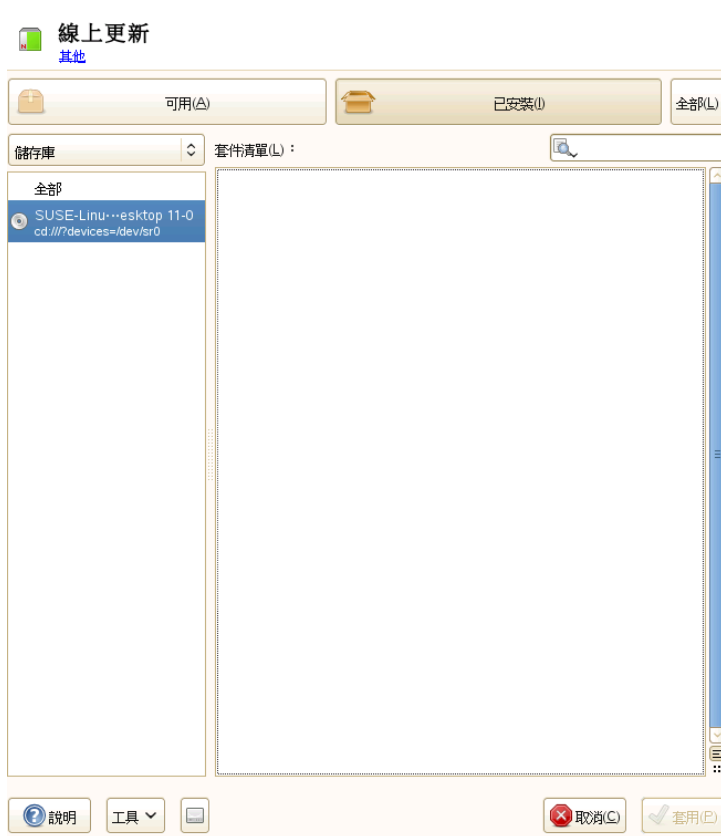 線上更新
其他
可用(A)
已安裝(I)
全部(L)
儲存庫
套件清單(L)：
全部
SUSE-Linu⋯esktop 11-0
cd:///?devices=/dev/sr0
說明
工具
取消(C)
套用(P)